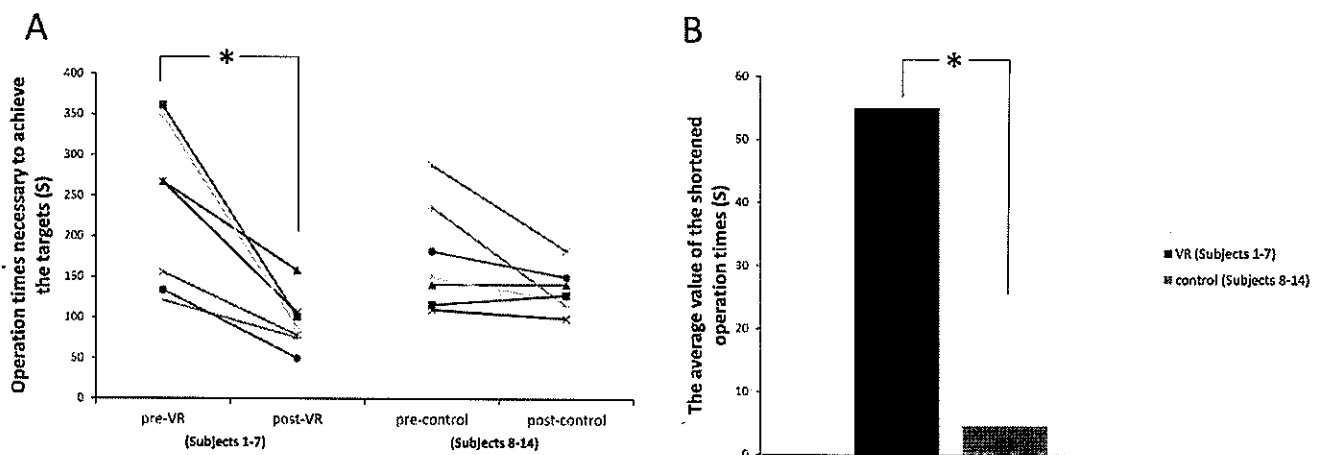 A
Operation times necessary to achieve
the targets (S)
*
400
350
300
250
200
150
100
50
0
pre-VR
post-VR
pre-control
post-control
(Subjects 1-7)
(Subjects 8-14)
B
The average value of the shortened
operation times (S)
*
60
50
40
30
20
10
0
VR (Subjects 1-7)
control (Subjects 8-14)